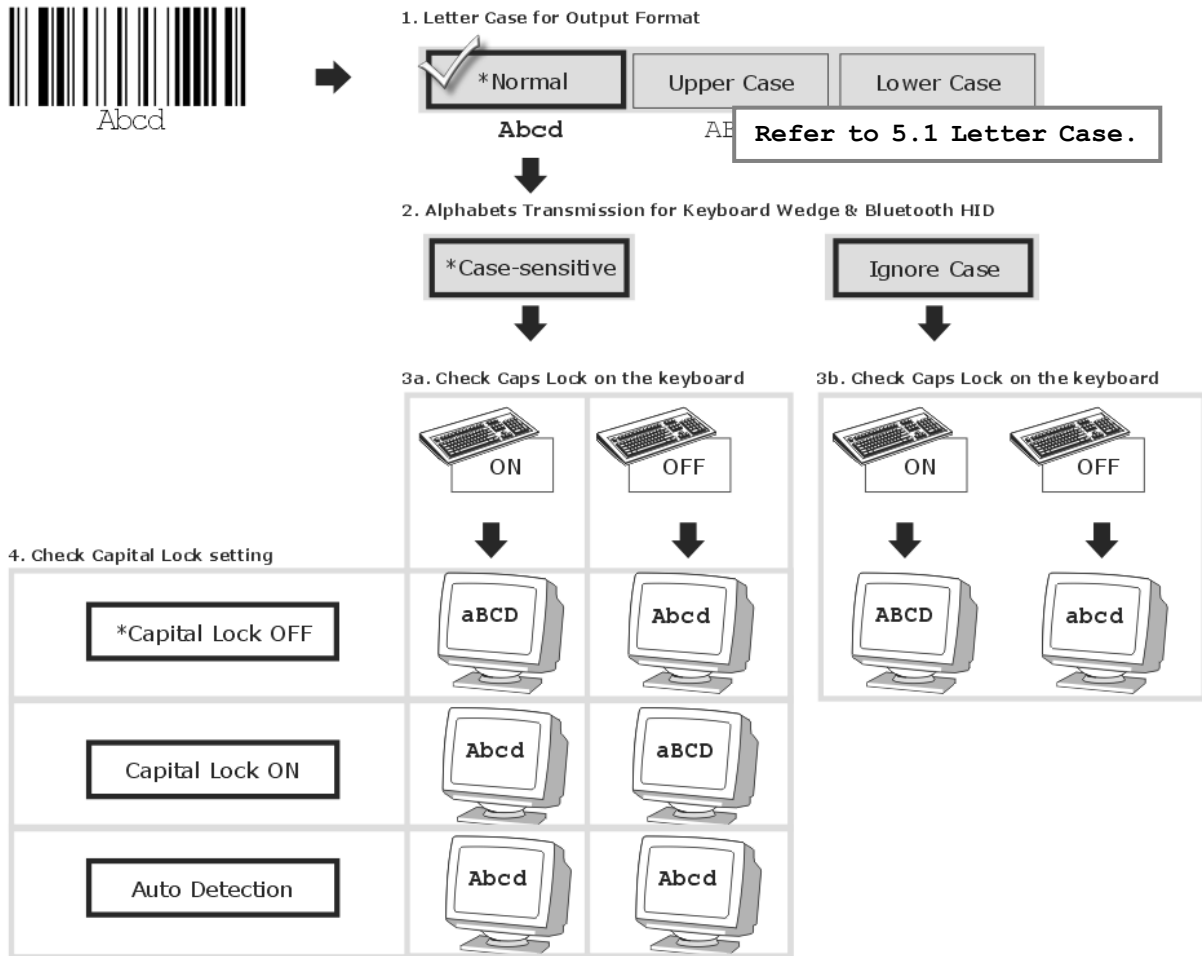 Abcd
1. Letter Case for Output Format
*Normal
Upper Case
Lower Case
Abcd
AB
Refer to 5.1 Letter Case.
2. Alphabets Transmission for Keyboard Wedge & Bluetooth HID
*Case-sensitive
Ignore Case
3a. Check Caps Lock on the keyboard
3b. Check Caps Lock on the keyboard
ON
OFF
ON
OFF
4. Check Capital Lock setting
*Capital Lock OFF
aBCD
Abcd
ABCD
abcd
Capital Lock ON
Abcd
aBCD
Auto Detection
Abcd
Abcd